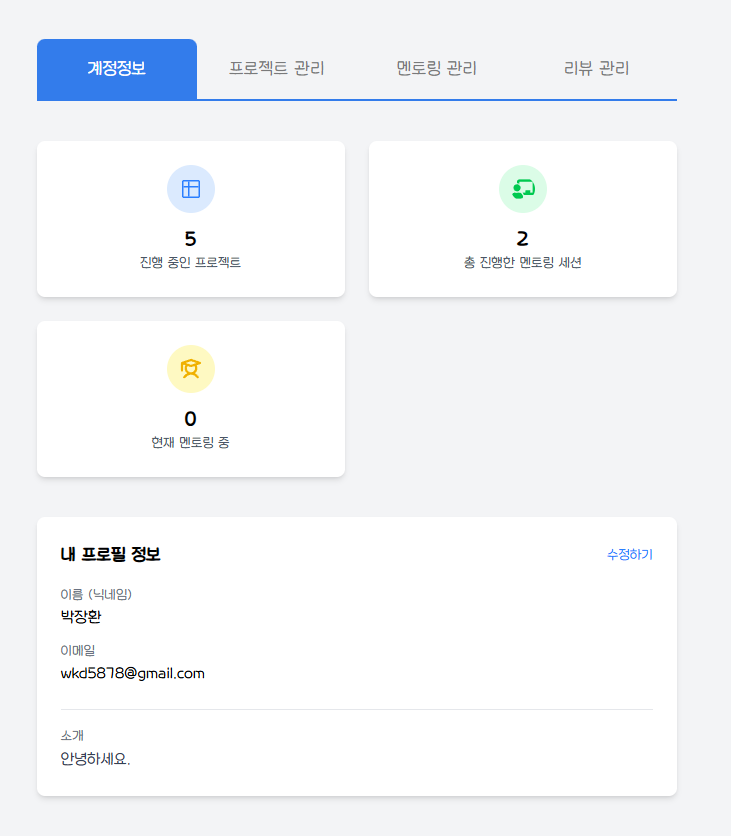 계정정보 프로젝트 관리 멘토링 관리 리뷰 관리
5
진행 중인 프로젝트
2
총 진행한 멘토링 세션
0
현재 멘토링 중
내 프로필 정보 수정하기
이름 (닉네임)
박장환
이메일
wkd5878@gmail.com
소개
안녕하세요.